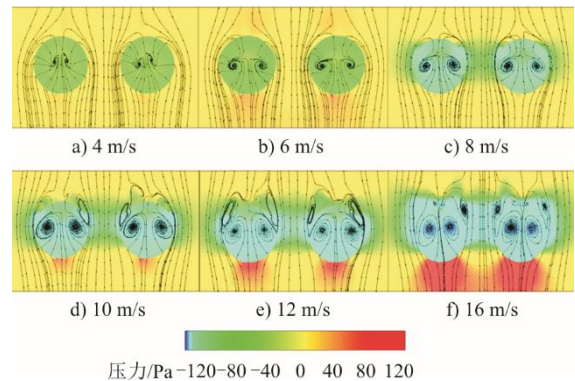 a) 4 m/s b) 6 m/s c) 8 m/s
d) 10 m/s e) 12 m/s f) 16 m/s
压力/Pa −120 −80 −40 0 40 80 120